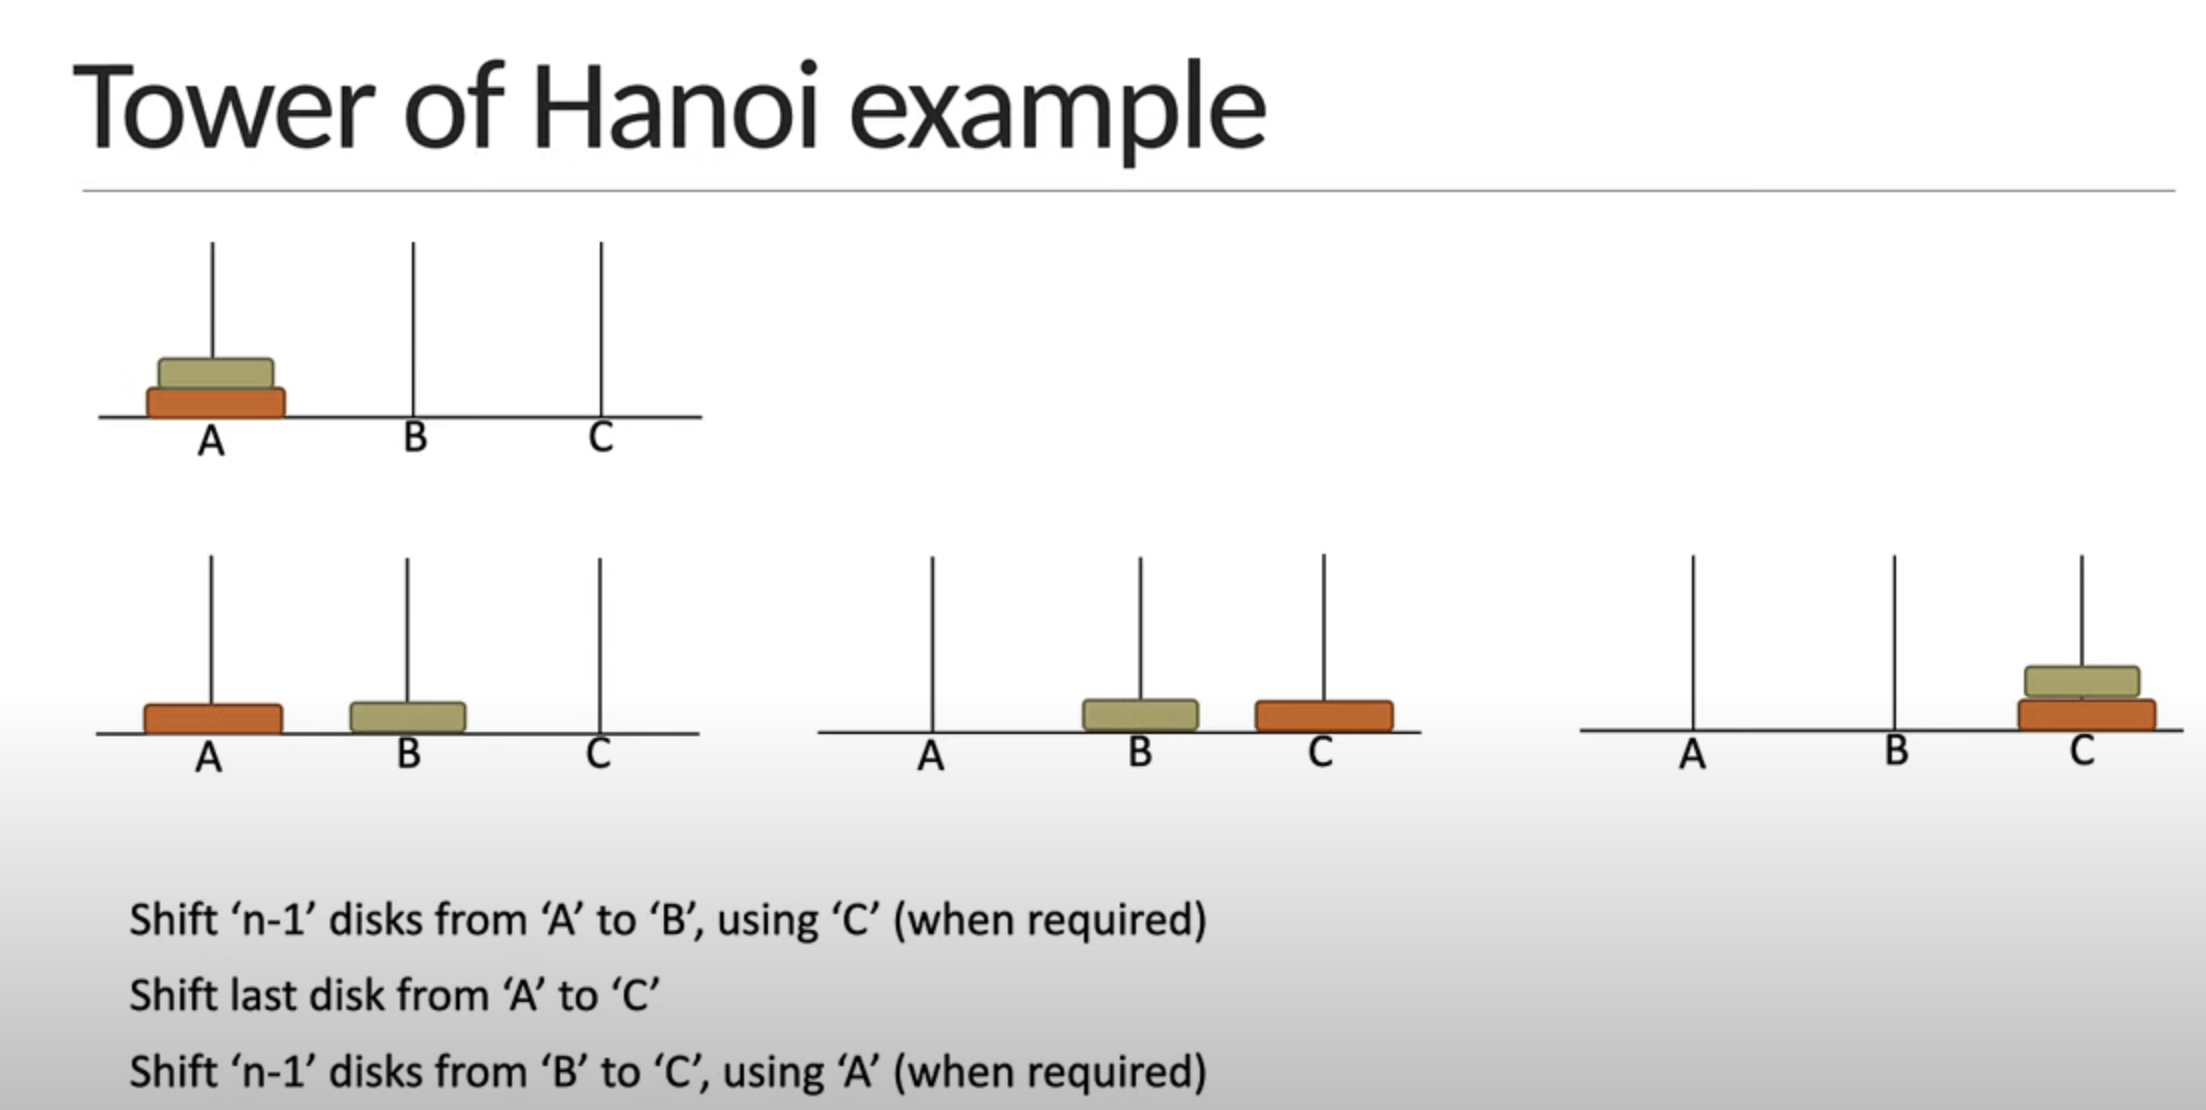 Tower of Hanoi example
A B C
A B C
A B C
A B C
Shift ‘n-1’ disks from ‘A’ to ‘B’, using ‘C’ (when required)
Shift last disk from ‘A’ to ‘C’
Shift ‘n-1’ disks from ‘B’ to ‘C’, using ‘A’ (when required)